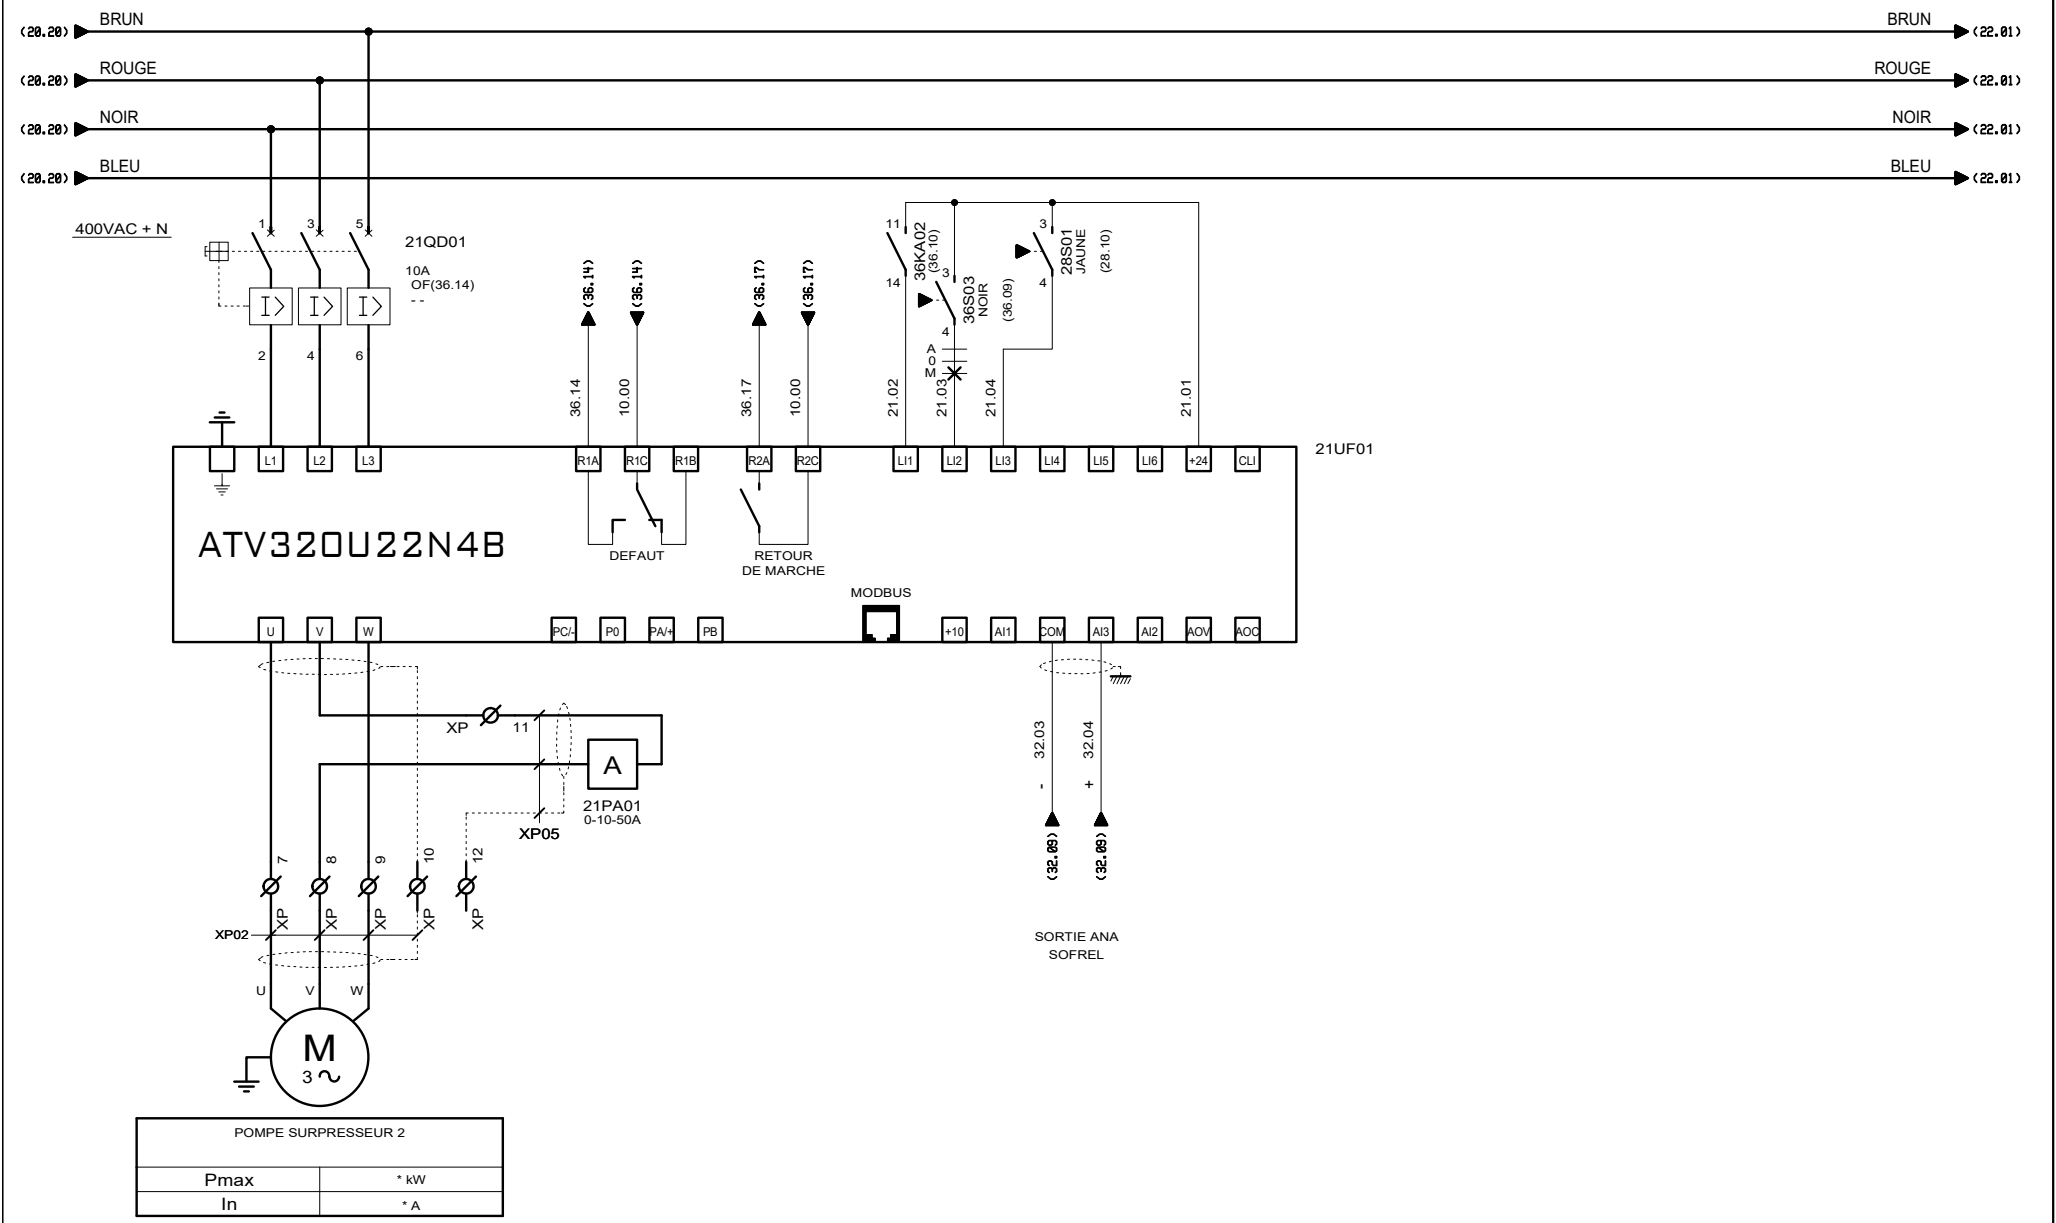 BRUN
BRUN
(20.20)
(22.01)
ROUGE
ROUGE
(20.20)
(22.01)
NOIR
NOIR
(20.20)
(22.01)
BLEU
BLEU
(20.20)
(22.01)
400VAC + N
1
3
5
21QD01
10A
OF(36.14)
--
I>
I>
I>
2
4
6
(36.14)
(36.14)
(36.17)
(36.17)
11
14
36KA02
(36.10)
3
4
36S03
NOIR
(36.09)
A
0
M
3
4
28S01
JAUNE
(28.10)
36.14
10.00
36.17
10.00
21.02
21.03
21.04
21.01
21UF01
L1
L2
L3
R1A
R1C
R1B
R2A
R2C
LI1
LI2
LI3
LI4
LI5
LI6
+24
CLI
ATV320U22N4B
DEFAUT
RETOUR
DE MARCHE
MODBUS
U
V
W
PC/-
P0
PA/+
PB
+10
AI1
COM
AI3
AI2
AOV
AOC
XP
11
A
21PA01
0-10-50A
XP05
32.03
32.04
-
+
(32.09)
(32.09)
SORTIE ANA
SOFREL
7
8
9
10
12
XP
XP
XP
XP
XP
XP02
U
V
W
M
3
POMPE SURPRESSEUR 2
Pmax
* kW
In
* A